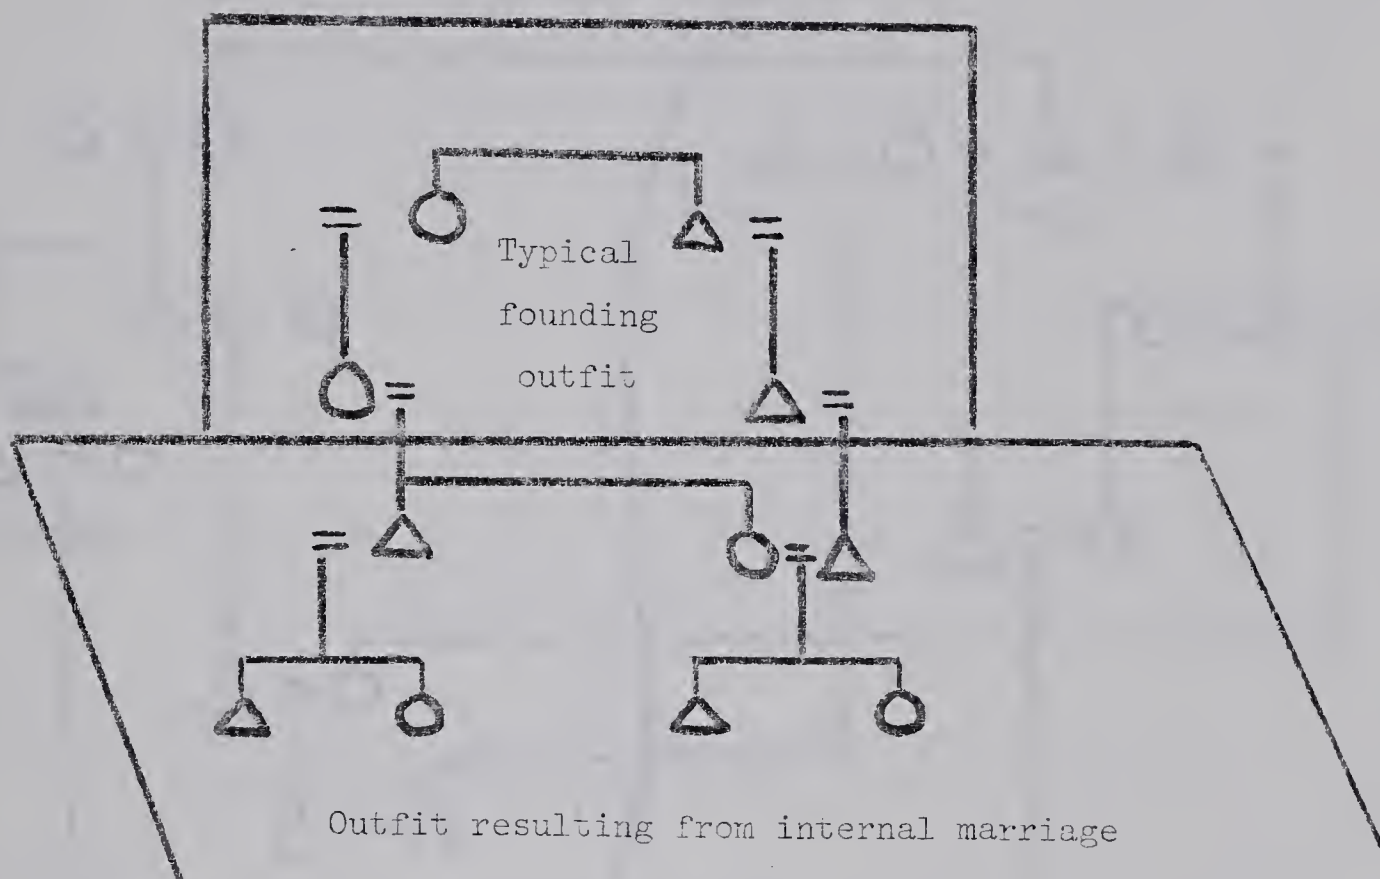 Typical
founding
outfit
Outfit resulting from internal marriage